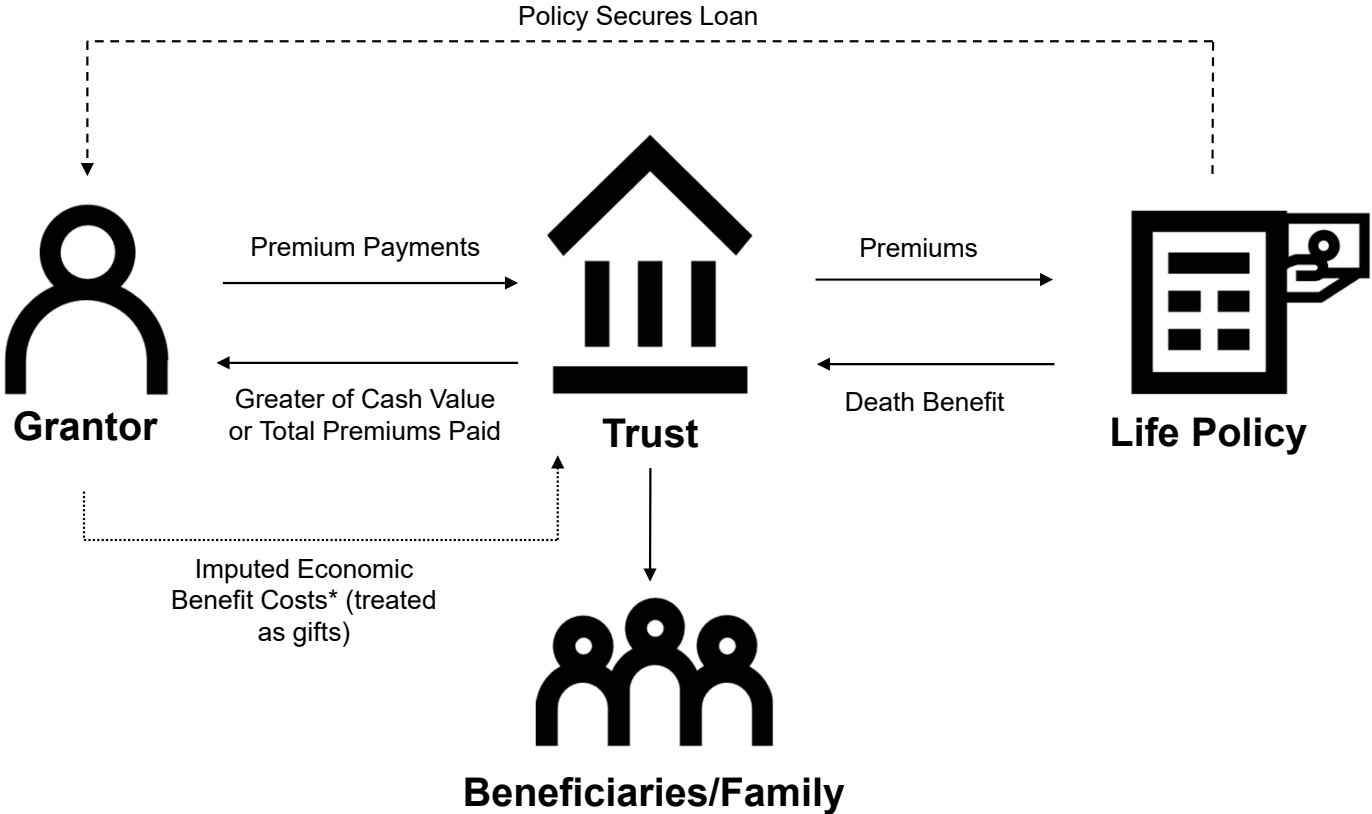 Policy Secures Loan
Premium Payments
Premiums
Greater of Cash Value
or Total Premiums Paid
Death Benefit
Grantor
Trust
Life Policy
Imputed Economic
Benefit Costs* (treated
as gifts)
Beneficiaries/Family